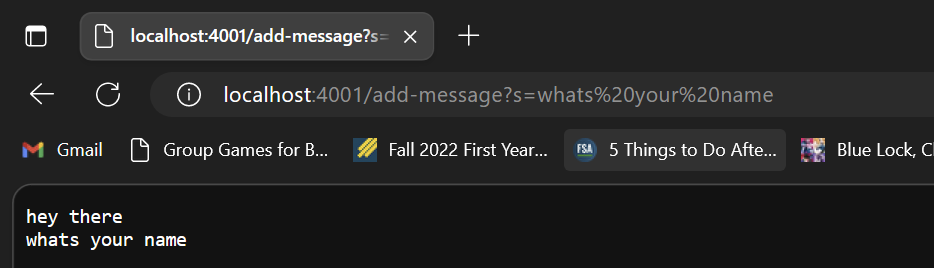 localhost:4001/add-message?s=
localhost:4001/add-message?s=whats%20your%20name
Gmail
Group Games for B...
Fall 2022 First Year...
FSA
5 Things to Do Afte...
Blue Lock, C
hey there
whats your name